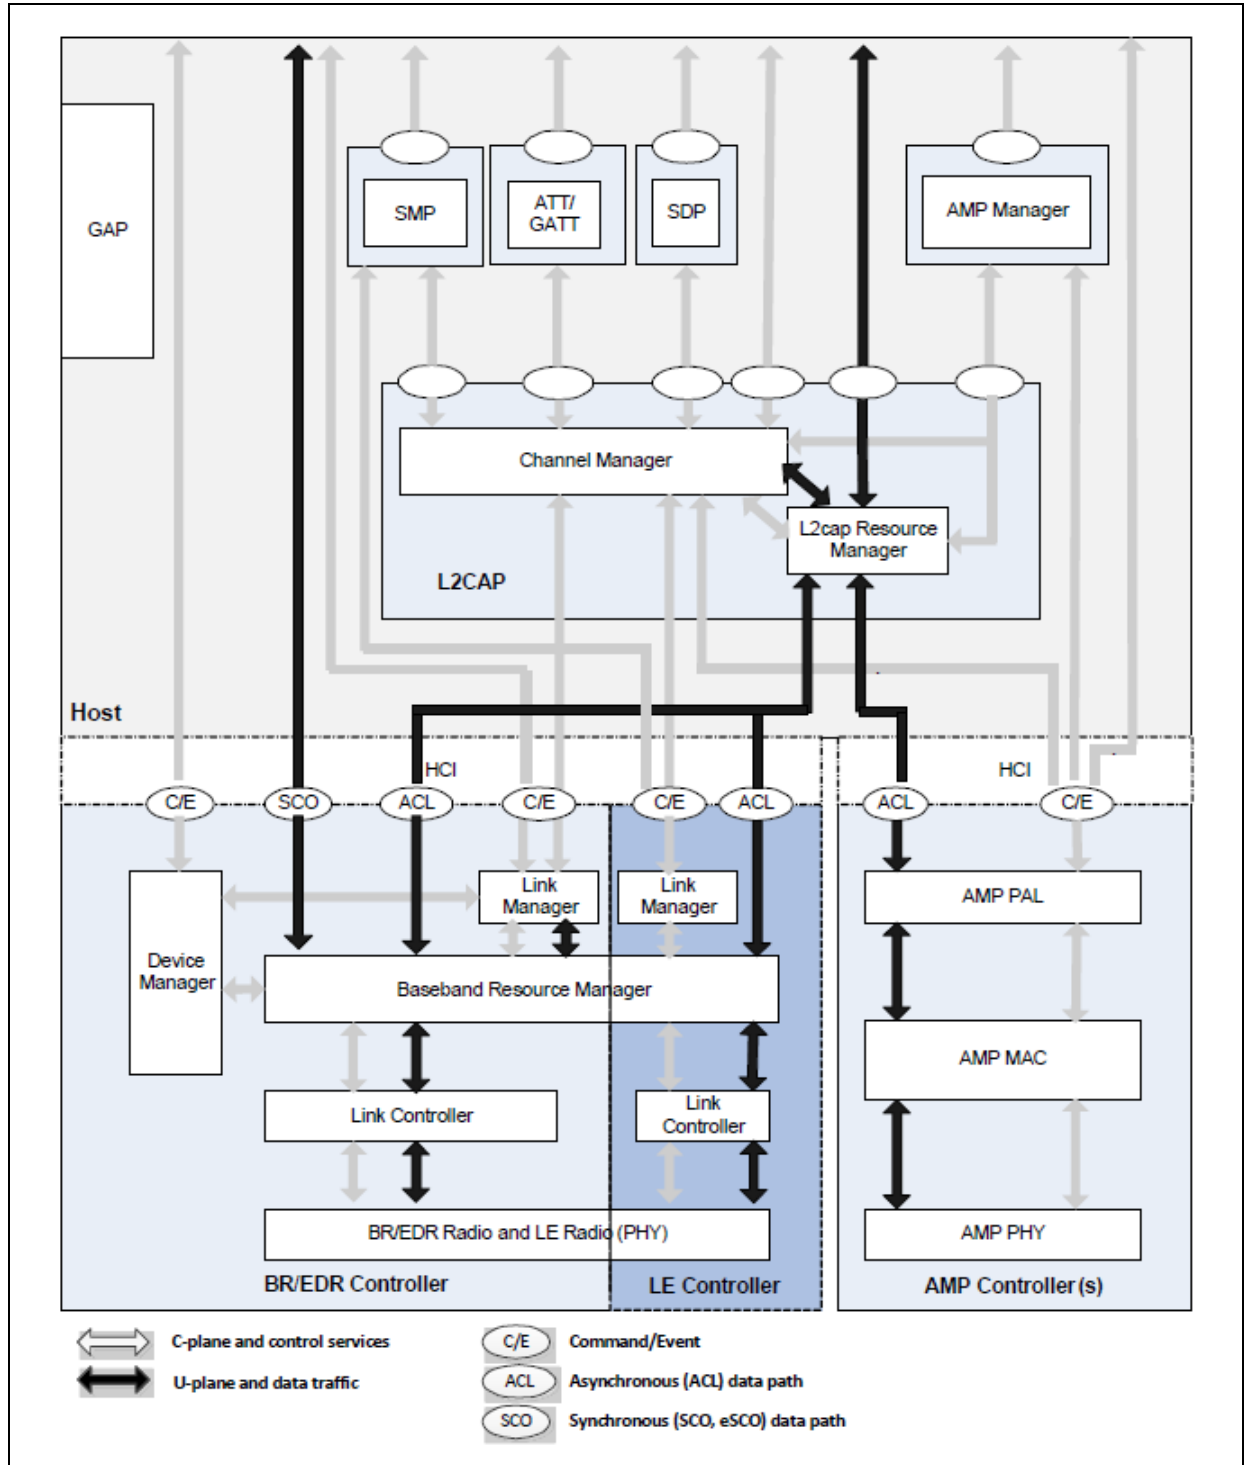 GAP
SMP
ATT/
GATT
SDP
AMP Manager
Channel Manager
L2cap Resource
Manager
L2CAP
Host
HCI
HCI
C/E
SCO
ACL
C/E
C/E
ACL
ACL
C/E
Link
Manager
Link
Manager
AMP PAL
Device
Manager
Baseband Resource Manager
AMP MAC
Link Controller
Link
Controller
BR/EDR Radio and LE Radio (PHY)
AMP PHY
BR/EDR Controller
LE Controller
AMP Controller(s)
C-plane and control services
C/E
Command/Event
U-plane and data traffic
ACL
Asynchronous (ACL) data path
SCO
Synchronous (SCO, eSCO) data path